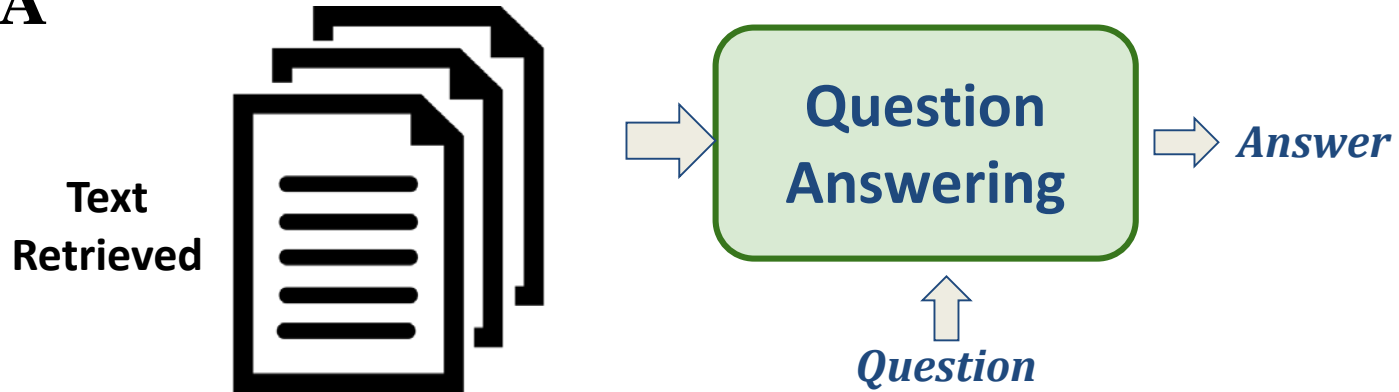 A
Text
Retrieved
Question
Answering
Answer
Question